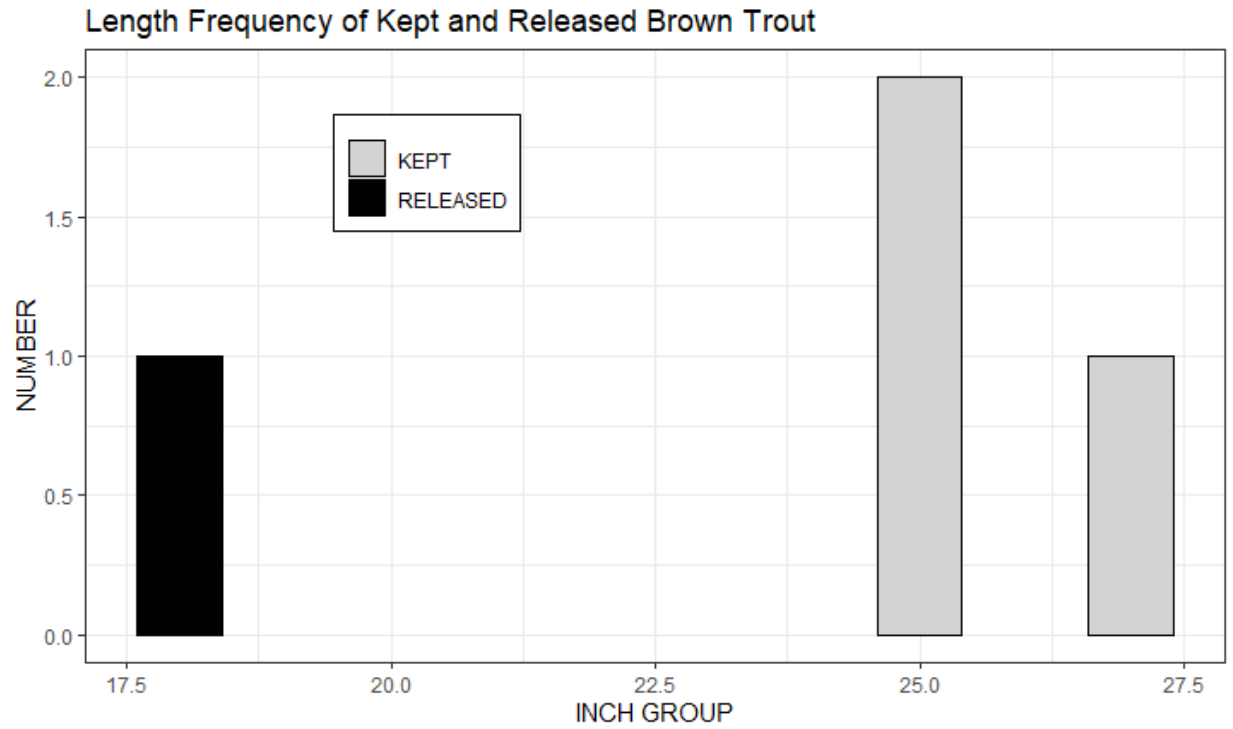 Length Frequency of Kept and Released Brown Trout
2.0
KEPT
RELEASED
1.5
NUMBER
1.0
0.5
0.0
17.5 20.0 22.5 25.0 27.5
INCH GROUP